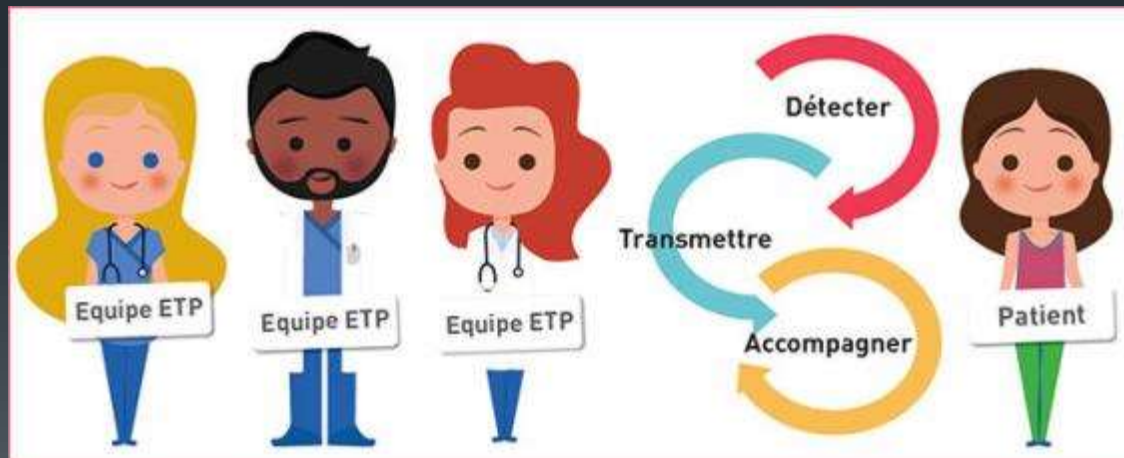 Equipe ETP
Equipe ETP
Equipe ETP
Détecter
Transmettre
Accompagner
Patient